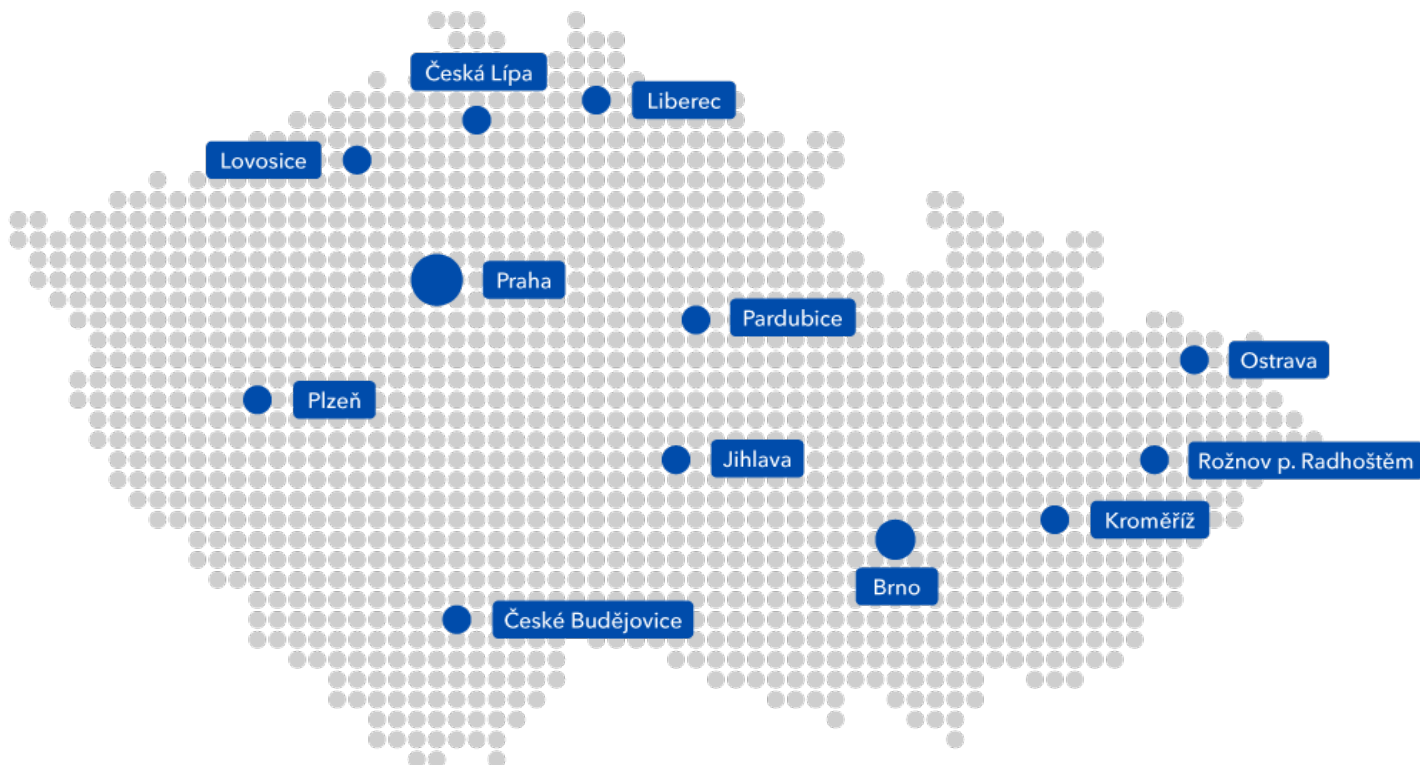 Česká Lípa
Liberec
Lovosice
Praha
Pardubice
Ostrava
Plzeň
Jihlava
Rožnov p. Radhoštěm
Kroměříž
Brno
České Budějovice